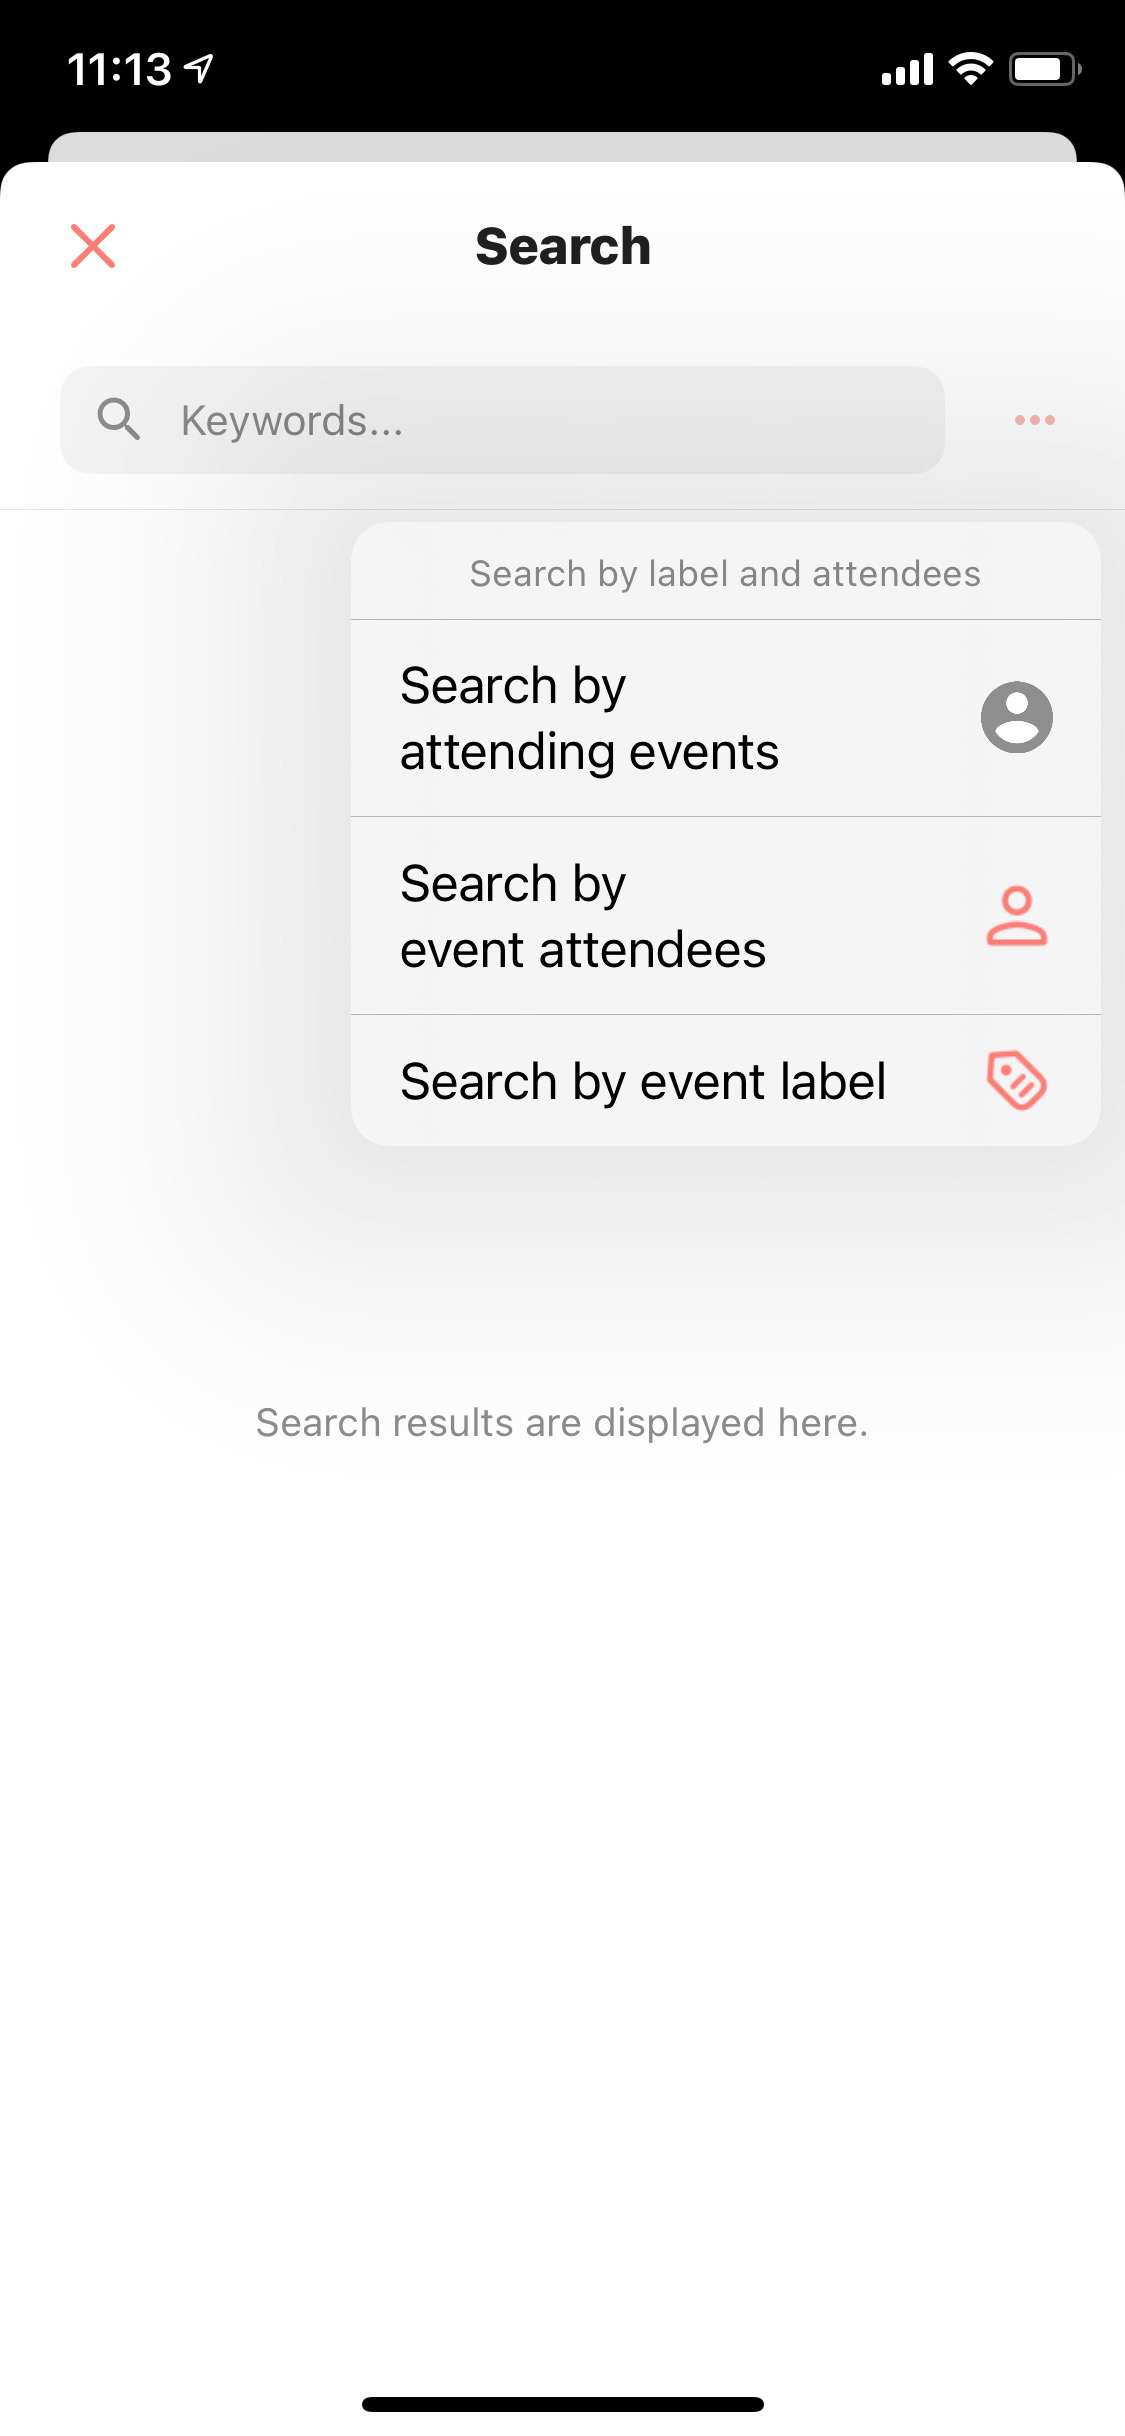 11:13
Search
Keywords...
Search by label and attendees
Search by
attending events
Search by
event attendees
Search by event label
Search results are displayed here.